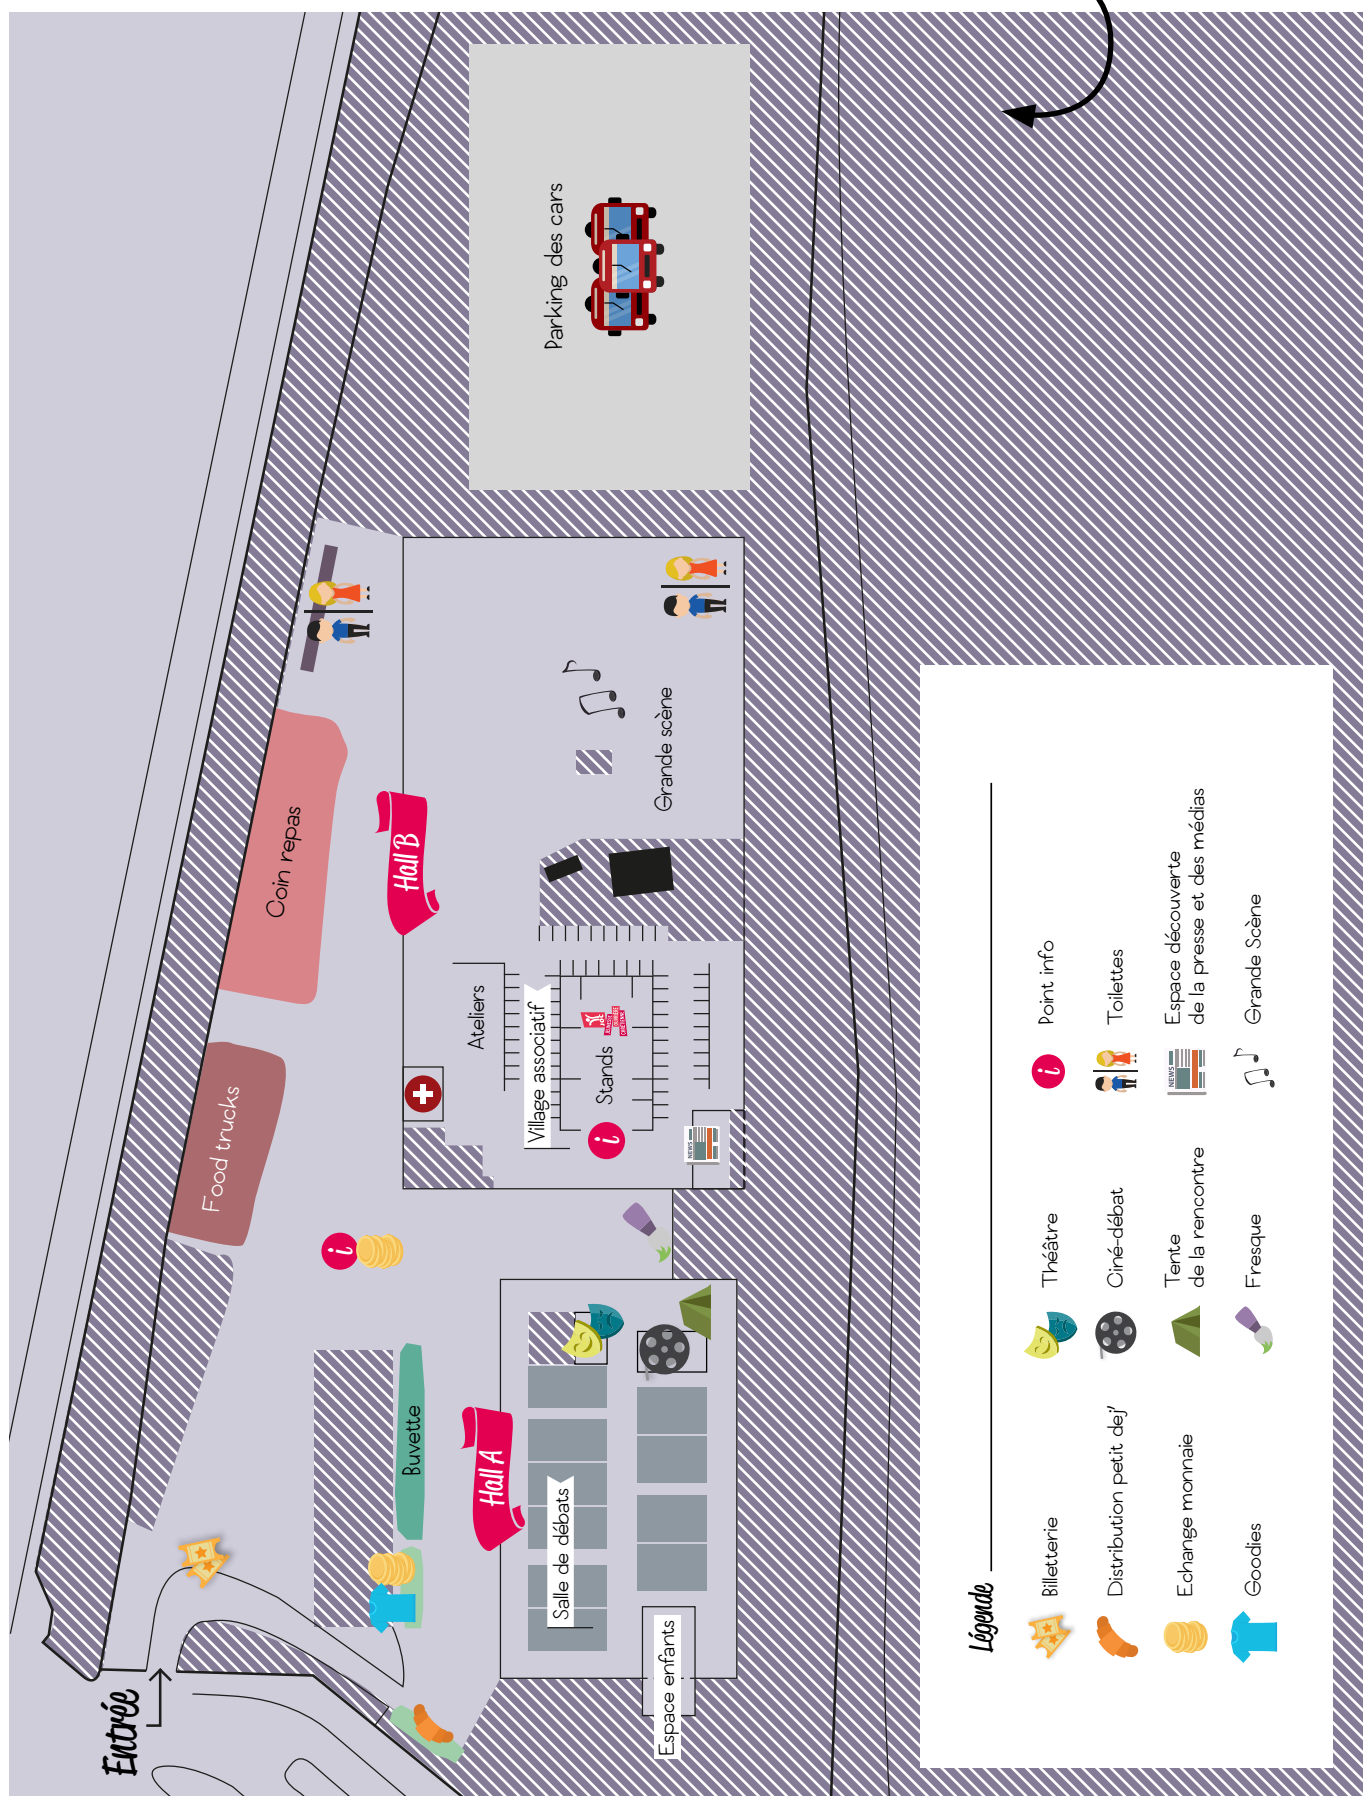 Entrée
Food trucks
Coin repas
Parking des cars
Buvette
Hall A
Hall B
Salle de débats
Espace enfants
Ateliers
Village associatif
Stands
NEWS
Grande scène
Légende
Billetterie
Distribution petit dej'
Echange monnaie
Goodies
Théâtre
Ciné-débat
Tente
de la rencontre
Fresque
Point info
Toilettes
NEWS
Espace découverte
de la presse et des médias
Grande Scène